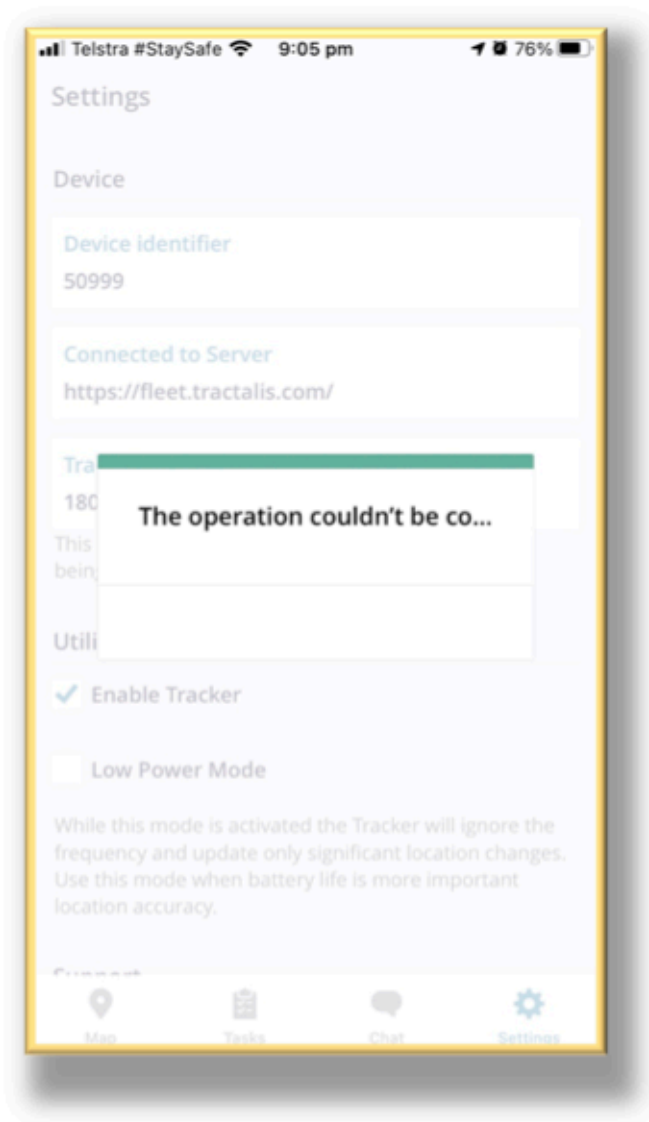 Telstra #StaySafe 9:05 pm 76%
Settings
Device
Device identifier
50999
Connected to Server
https://fleet.tractalis.com/
Tra
180
The operation couldn't be co...
This
being
Utili
Enable Tracker
Low Power Mode
While this mode is activated the Tracker will ignore the
frequency and update only significant location changes.
Use this mode when battery life is more important
location accuracy.
Support
Map Tasks Chat Settings